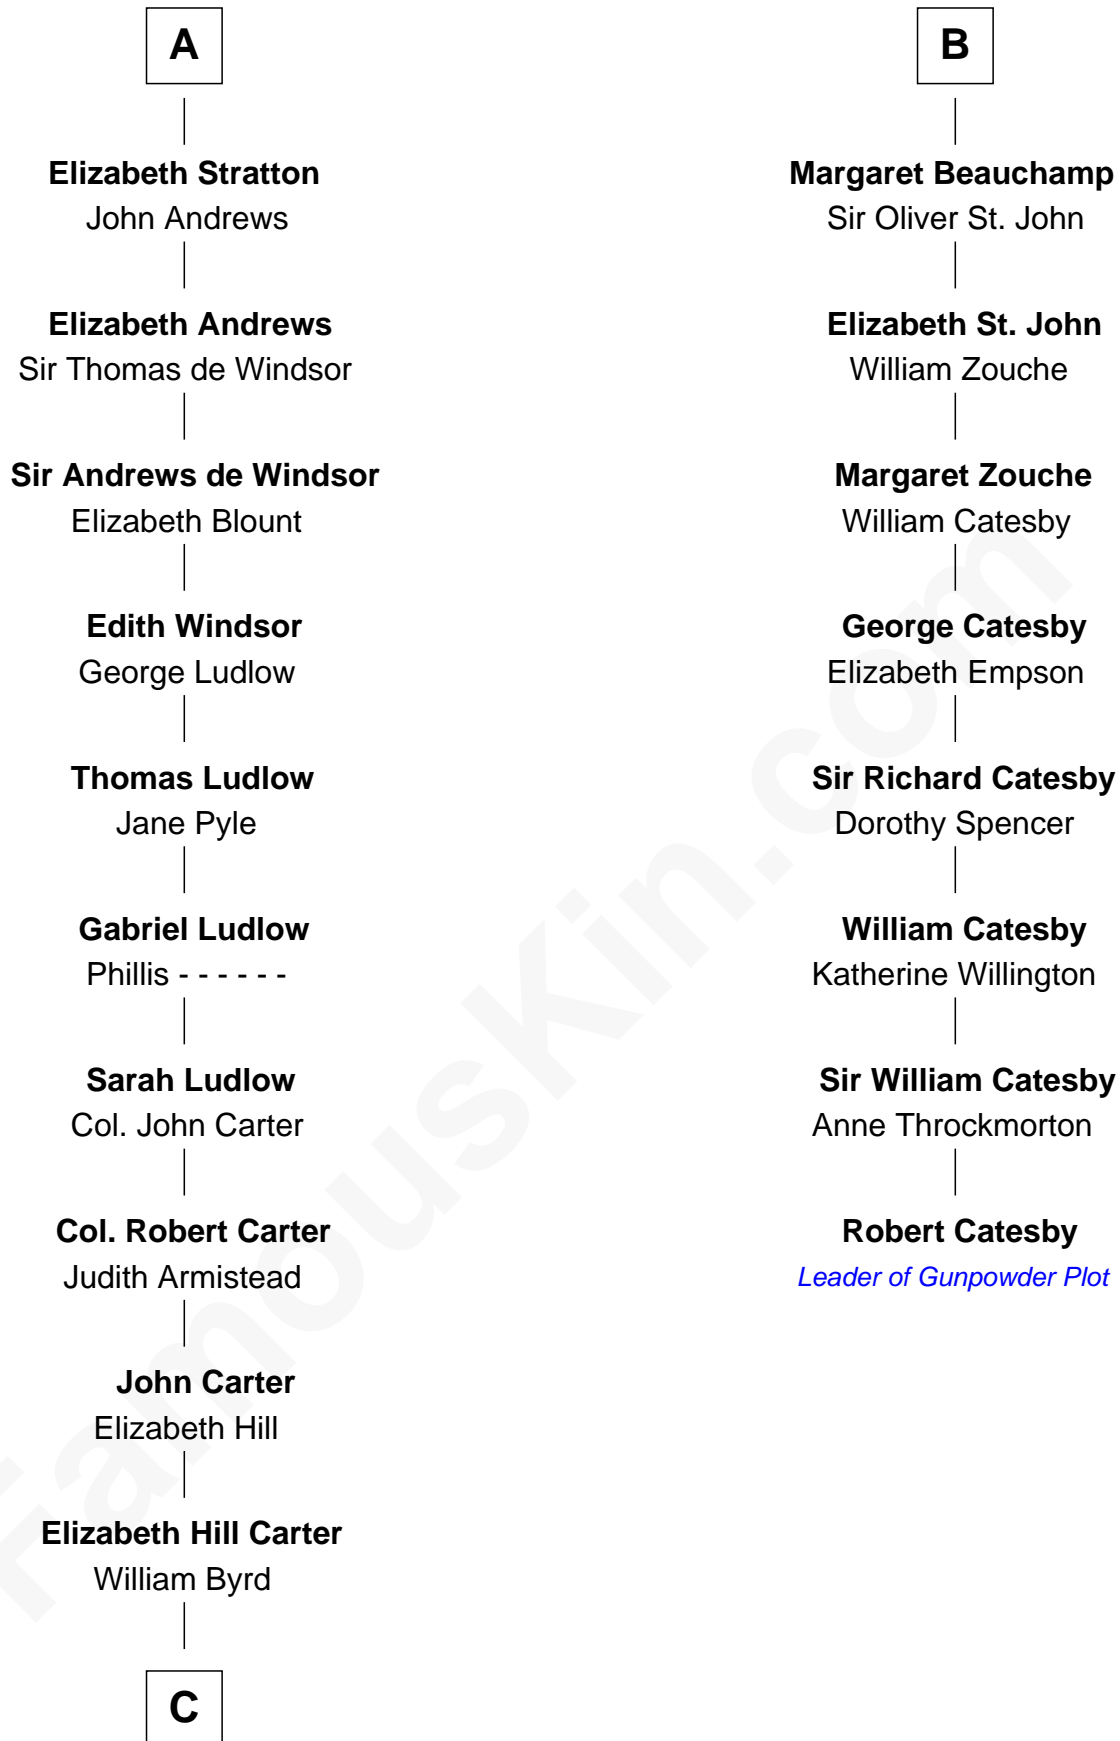 A
Elizabeth Stratton
John Andrews
Elizabeth Andrews
Sir Thomas de Windsor
Sir Andrews de Windsor
Elizabeth Blount
Edith Windsor
George Ludlow
Thomas Ludlow
Jane Pyle
Gabriel Ludlow
Phillis - - - - - -
Sarah Ludlow
Col. John Carter
Col. Robert Carter
Judith Armistead
John Carter
Elizabeth Hill
Elizabeth Hill Carter
William Byrd
C
B
Margaret Beauchamp
Sir Oliver St. John
Elizabeth St. John
William Zouche
Margaret Zouche
William Catesby
George Catesby
Elizabeth Empson
Sir Richard Catesby
Dorothy Spencer
William Catesby
Katherine Willington
Sir William Catesby
Anne Throckmorton
Robert Catesby
Leader of Gunpowder Plot
FamousKin.com